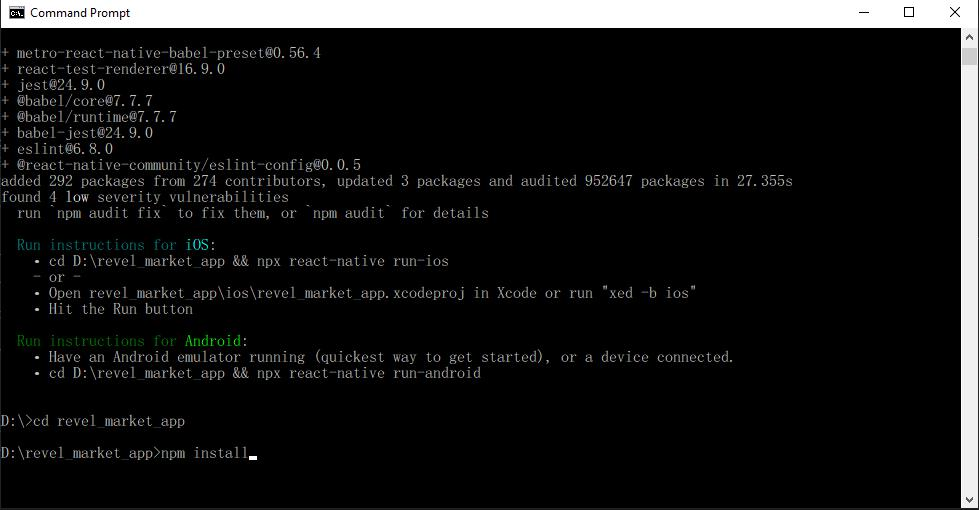 Command Prompt
+ metro-react-native-babel-preset@0.56.4
+ react-test-renderer@16.9.0
+ jest@24.9.0
+ @babel/core@7.7.7
+ @babel/runtime@7.7.7
+ babel-jest@24.9.0
+ eslint@6.8.0
+ @react-native-community/eslint-config@0.0.5
added 292 packages from 274 contributors, updated 3 packages and audited 952647 packages in 27.355s
found 4 low severity vulnerabilities
  run `npm audit fix` to fix them, or `npm audit` for details
  Run instructions for iOS:
    • cd D:\revel_market_app && npx react-native run-ios
    - or -
    • Open revel_market_app\ios\revel_market_app.xcodeproj in Xcode or run "xed -b ios"
    • Hit the Run button
  Run instructions for Android:
    • Have an Android emulator running (quickest way to get started), or a device connected.
    • cd D:\revel_market_app && npx react-native run-android
D:\>cd revel_market_app
D:\revel_market_app>npm install